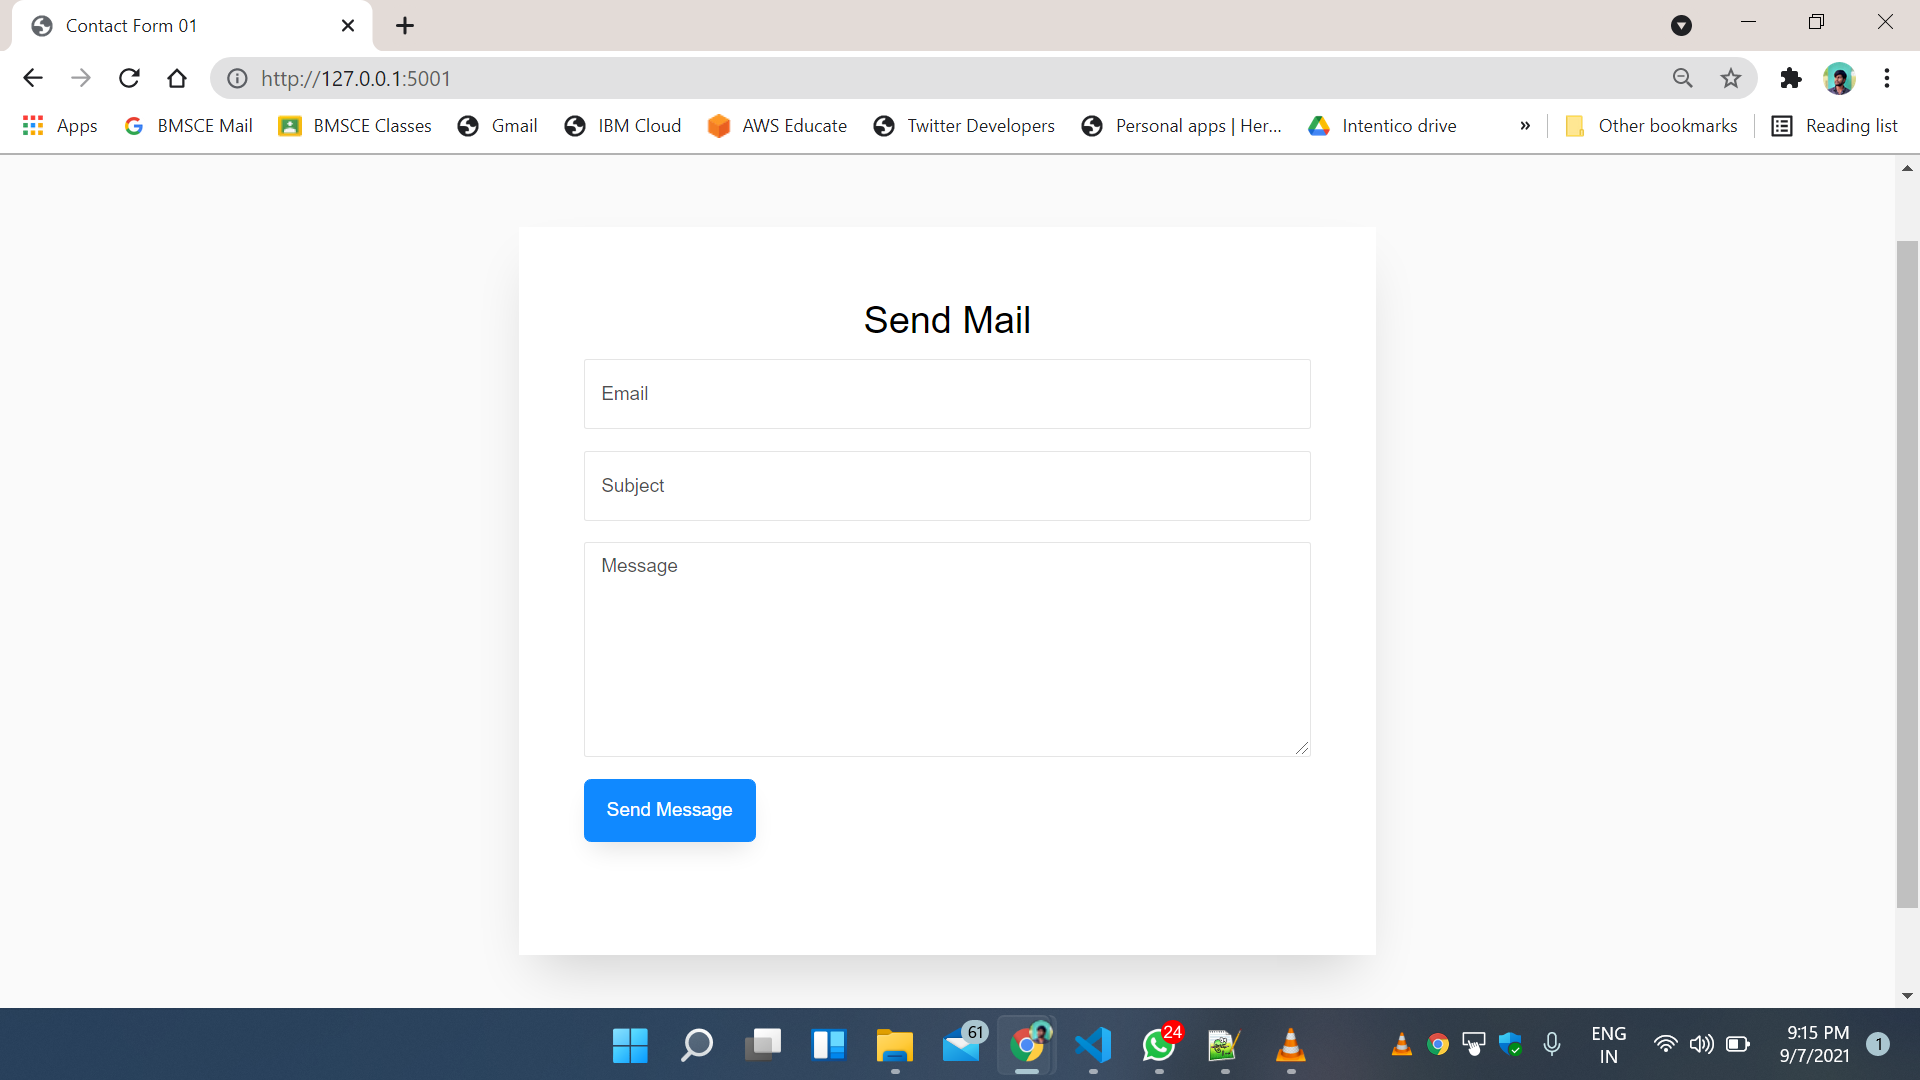 Contact Form 01
http://127.0.0.1:5001
Apps BMSCE Mail BMSCE Classes Gmail IBM Cloud AWS Educate Twitter Developers Personal apps | Her... Intentico drive » Other bookmarks Reading list
Send Mail
Email
Subject
Message
Send Message
61
24
ENG
IN
9:15 PM
9/7/2021
1